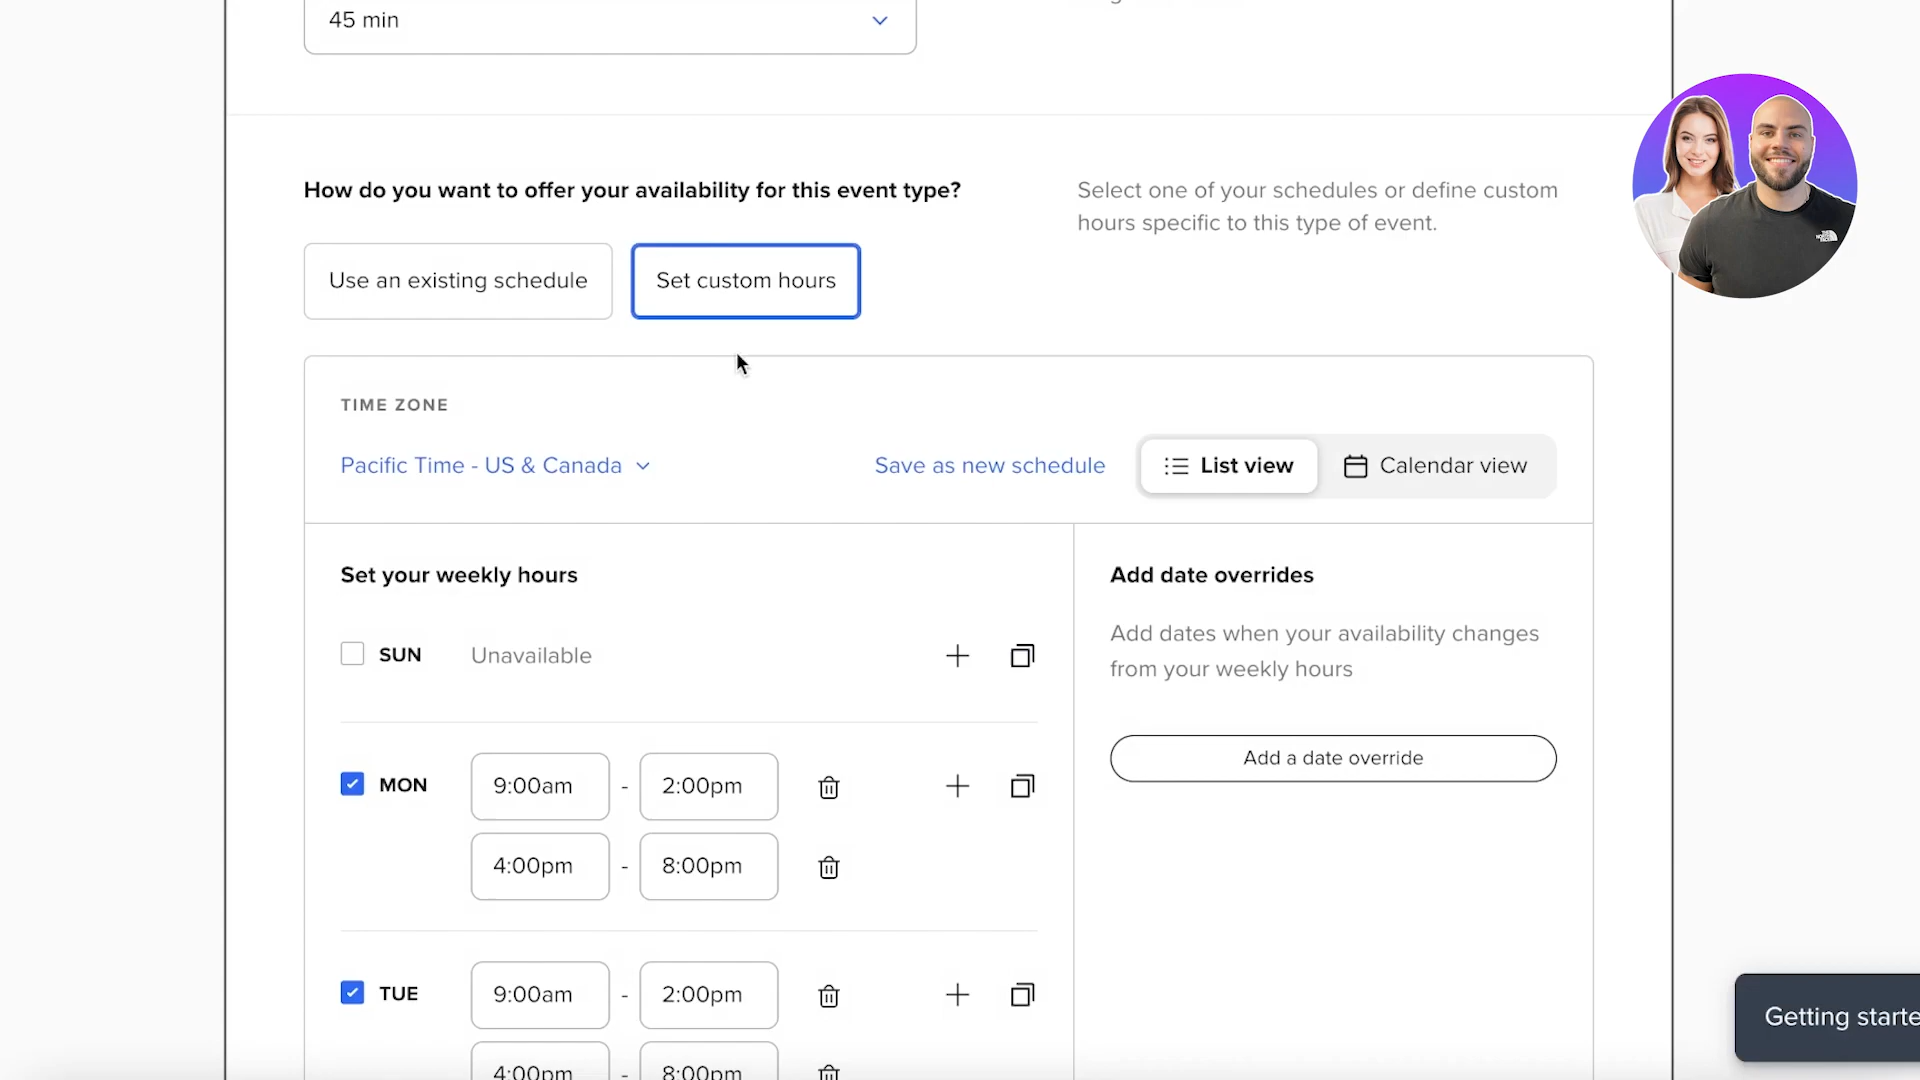 45 min
How do you want to offer your availability for this event type?
Select one of your schedules or define custom
hours specific to this type of event.
Use an existing schedule
Set custom hours
TIME ZONE
Pacific Time - US & Canada
Save as new schedule
List view
Calendar view
Set your weekly hours
Add date overrides
SUN Unavailable
Add dates when your availability changes
from your weekly hours
Add a date override
MON 9:00am - 2:00pm
4:00pm - 8:00pm
TUE 9:00am - 2:00pm
4:00pm - 8:00pm
Getting starte